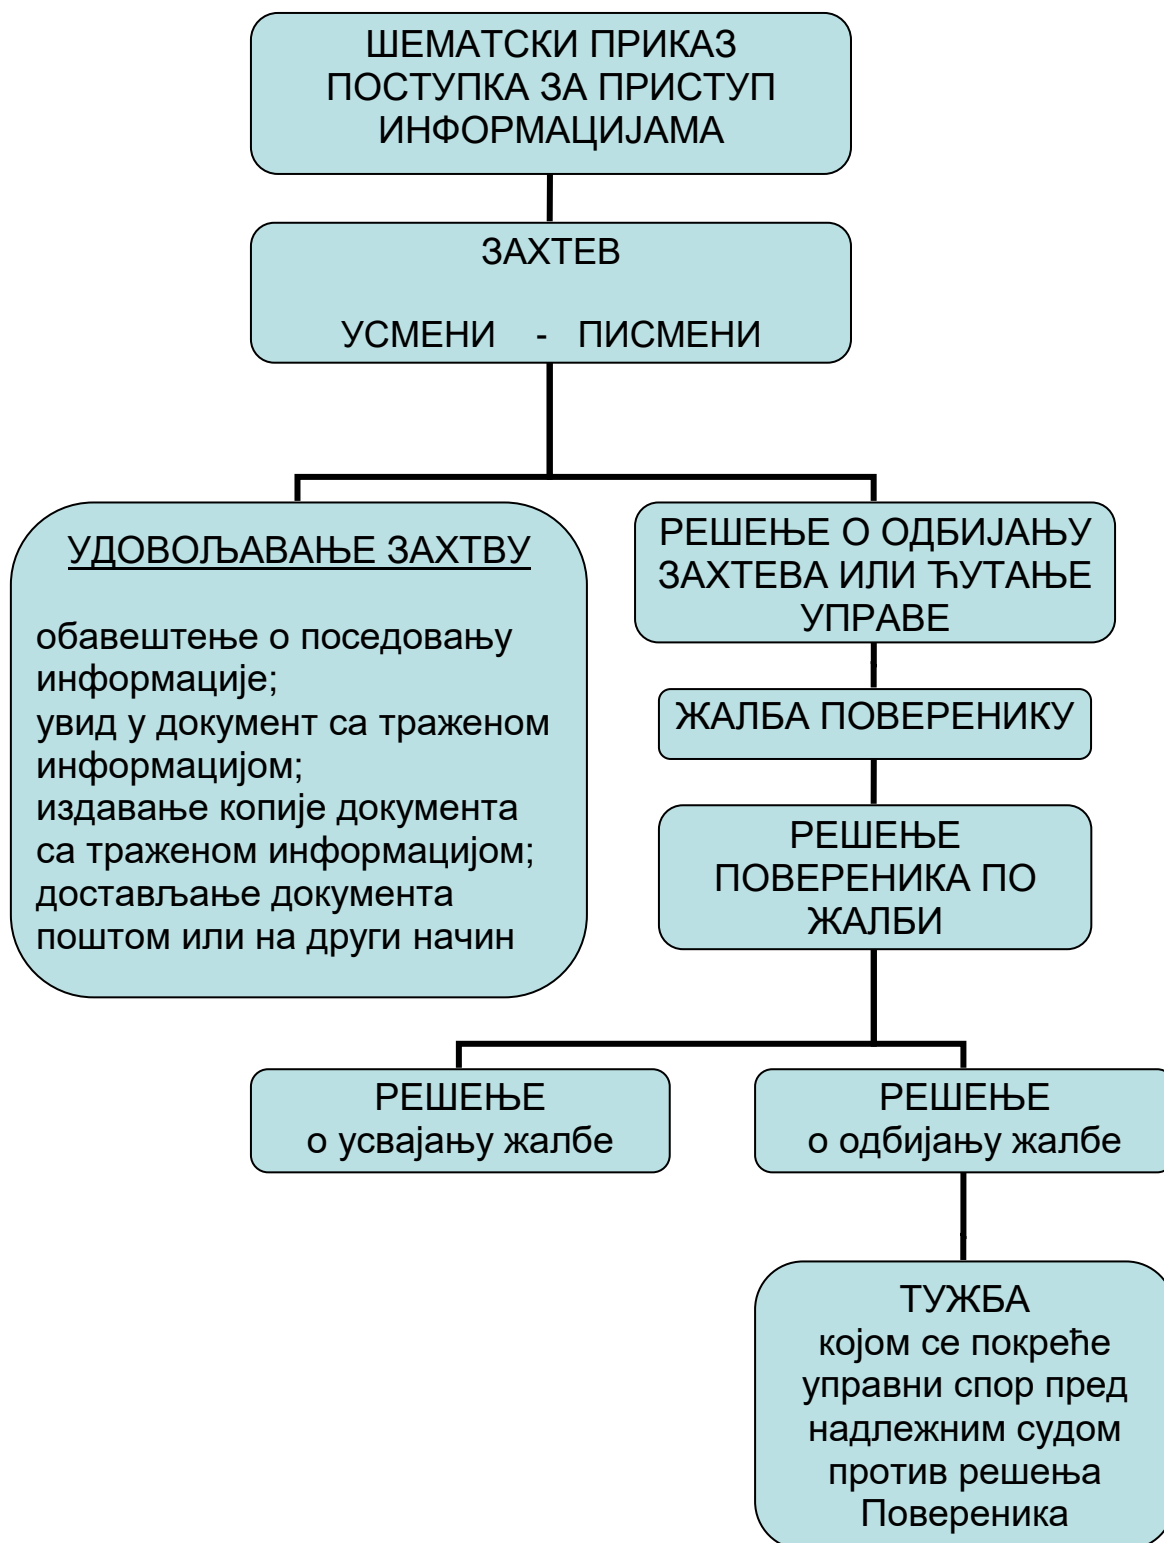 ШЕМАТСКИ ПРИКАЗ
ПОСТУПКА ЗА ПРИСТУП
ИНФОРМАЦИЈАМА
ЗАХТЕВ
УСМЕНИ - ПИСМЕНИ
УДОВОЉАВАЊЕ ЗАХТВУ
обавештење о поседовању
информације;
увид у документ са траженом
информацијом;
издавање копије документа
са траженом информацијом;
достављање документа
поштом или на други начин
РЕШЕЊЕ О ОДБИЈАЊУ
ЗАХТЕВА ИЛИ ЋУТАЊЕ
УПРАВЕ
ЖАЛБА ПОВЕРЕНИКУ
РЕШЕЊЕ
ПОВЕРЕНИКА ПО
ЖАЛБИ
РЕШЕЊЕ
о усвајању жалбе
РЕШЕЊЕ
о одбијању жалбе
ТУЖБА
којом се покреће
управни спор пред
надлежним судом
против решења
Повереника